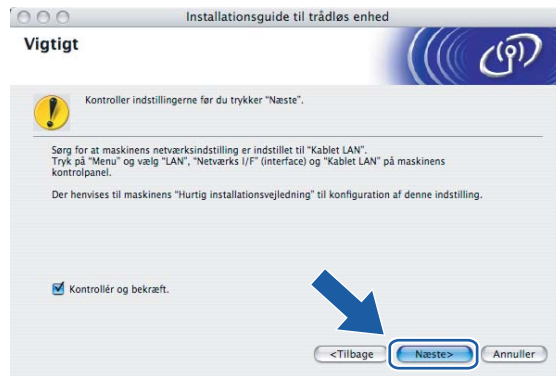 Installationsguide til trådløs enhed
Vigtigt
Kontroller indstillingerne før du trykker "Næste".
Sørg for at maskinens netværksindstilling er indstillet til "Kablet LAN".
Tryk på "Menu" og vælg "LAN", "Netværks I/F" (interface) og "Kablet LAN" på maskinens
kontrolpanel.
Der henvises til maskinens "Hurtig installationsvejledning" til konfiguration af denne indstilling.
Kontrollér og bekræft.
<Tilbage Næste> Annuller